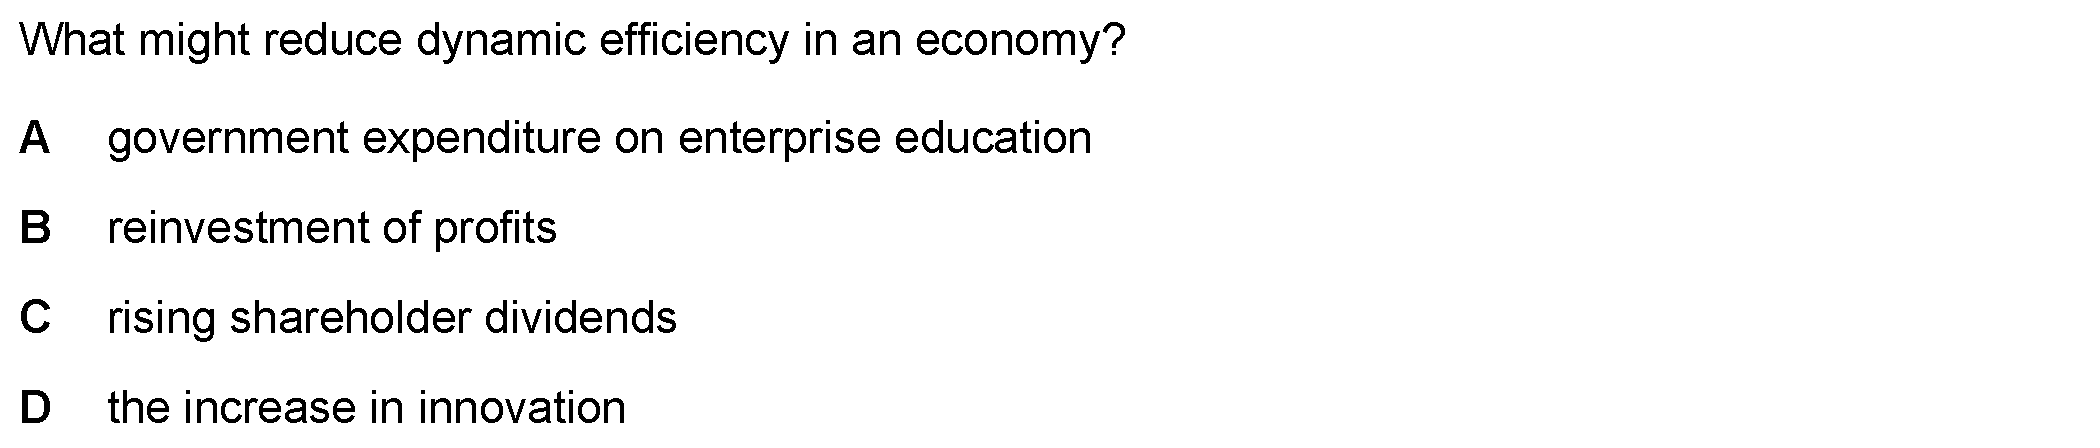 What might reduce dynamic efficiency in an economy?
A government expenditure on enterprise education
B reinvestment of profits
C rising shareholder dividends
D the increase in innovation